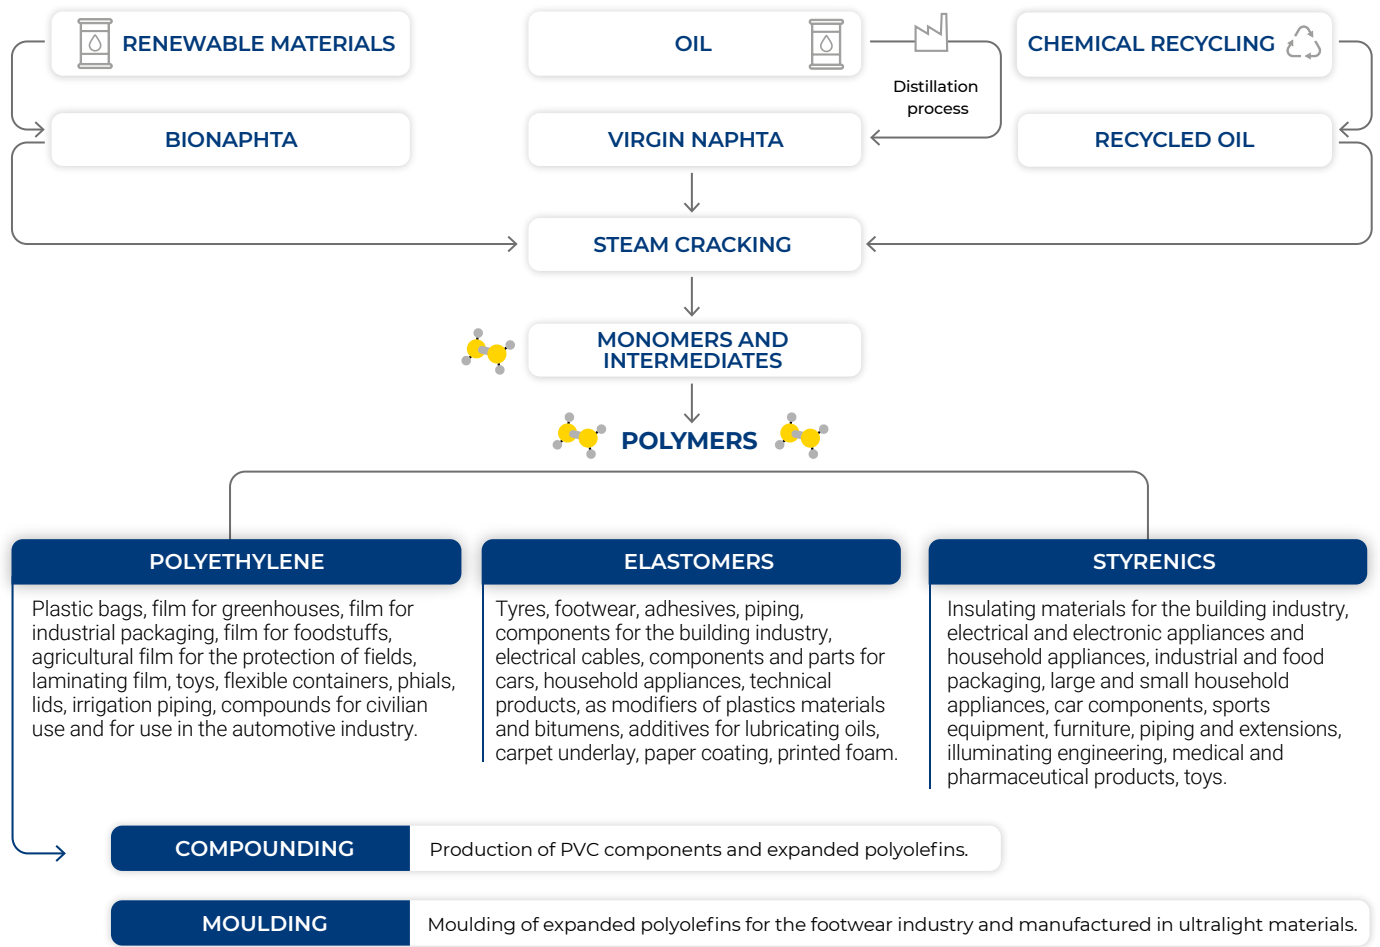 RENEWABLE MATERIALS
OIL
CHEMICAL RECYCLING
Distillation
process
BIONAPHTA
VIRGIN NAPHTA
RECYCLED OIL
STEAM CRACKING
MONOMERS AND
INTERMEDIATES
POLYMERS
POLYETHYLENE
Plastic bags, film for greenhouses, film for
industrial packaging, film for foodstuffs,
agricultural film for the protection of fields,
laminating film, toys, flexible containers, phials,
lids, irrigation piping, compounds for civilian
use and for use in the automotive industry.
ELASTOMERS
Tyres, footwear, adhesives, piping,
components for the building industry,
electrical cables, components and parts for
cars, household appliances, technical
products, as modifiers of plastics materials
and bitumens, additives for lubricating oils,
carpet underlay, paper coating, printed foam.
STYRENICS
Insulating materials for the building industry,
electrical and electronic appliances and
household appliances, industrial and food
packaging, large and small household
appliances, car components, sports
equipment, furniture, piping and extensions,
illuminating engineering, medical and
pharmaceutical products, toys.
COMPOUNDING
Production of PVC components and expanded polyolefins.
MOULDING
Moulding of expanded polyolefins for the footwear industry and manufactured in ultralight materials.